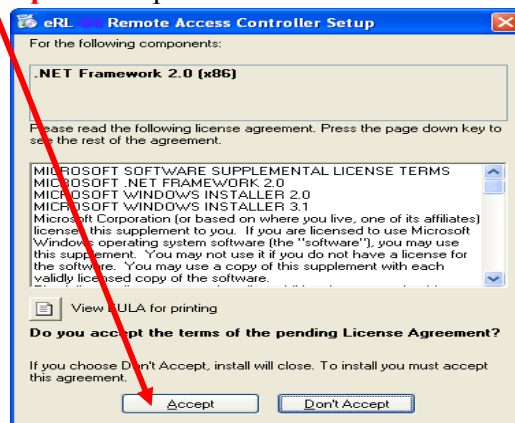 eRL Remote Access Controller Setup
For the following components:
.NET Framework 2.0 (x86)
Please read the following license agreement. Press the page down key to
see the rest of the agreement.
MICROSOFT SOFTWARE SUPPLEMENTAL LICENSE TERMS
MICROSOFT .NET FRAMEWORK 2.0
MICROSOFT WINDOWS INSTALLER 2.0
MICROSOFT WINDOWS INSTALLER 3.1
Microsoft Corporation (or based on where you live, one of its affiliates)
licenses this supplement to you. If you are licensed to use Microsoft
Windows operating system software (the "software"), you may use
this supplement. You may not use it if you do not have a license for
the software. You may use a copy of this supplement with each
validly licensed copy of the software.
View EULA for printing
Do you accept the terms of the pending License Agreement?
If you choose Don't Accept, install will close. To install you must accept
this agreement.
Accept Don't Accept